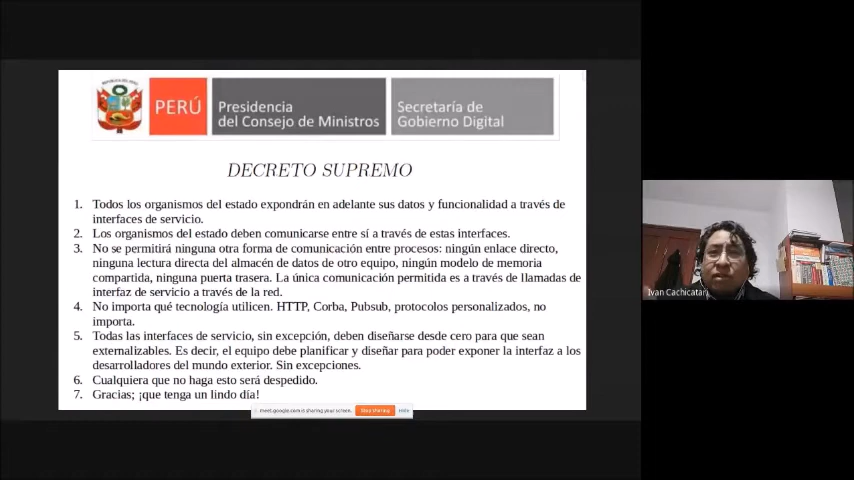 PERÚ
Presidencia
del Consejo de Ministros
Secretaría de
Gobierno Digital
DECRETO SUPREMO
1. Todos los organismos del estado expondrán en adelante sus datos y funcionalidad a través de
interfaces de servicio.
2. Los organismos del estado deben comunicarse entre sí a través de estas interfaces.
3. No se permitirá ninguna otra forma de comunicación entre procesos: ningún enlace directo,
ninguna lectura directa del almacén de datos de otro equipo, ningún modelo de memoria
compartida, ninguna puerta trasera. La única comunicación permitida es a través de llamadas de
interfaz de servicio a través de la red.
4. No importa qué tecnología utilicen. HTTP, Corba, Pubsub, protocolos personalizados, no
importa.
5. Todas las interfaces de servicio, sin excepción, deben diseñarse desde cero para que sean
externalizables. Es decir, el equipo debe planificar y diseñar para poder exponer la interfaz a los
desarrolladores del mundo exterior. Sin excepciones.
6. Cualquiera que no haga esto será despedido.
7. Gracias; ¡que tenga un lindo día!
meet.google.com is sharing your screen.
Stop sharing
Hide
Ivan Cachicatari